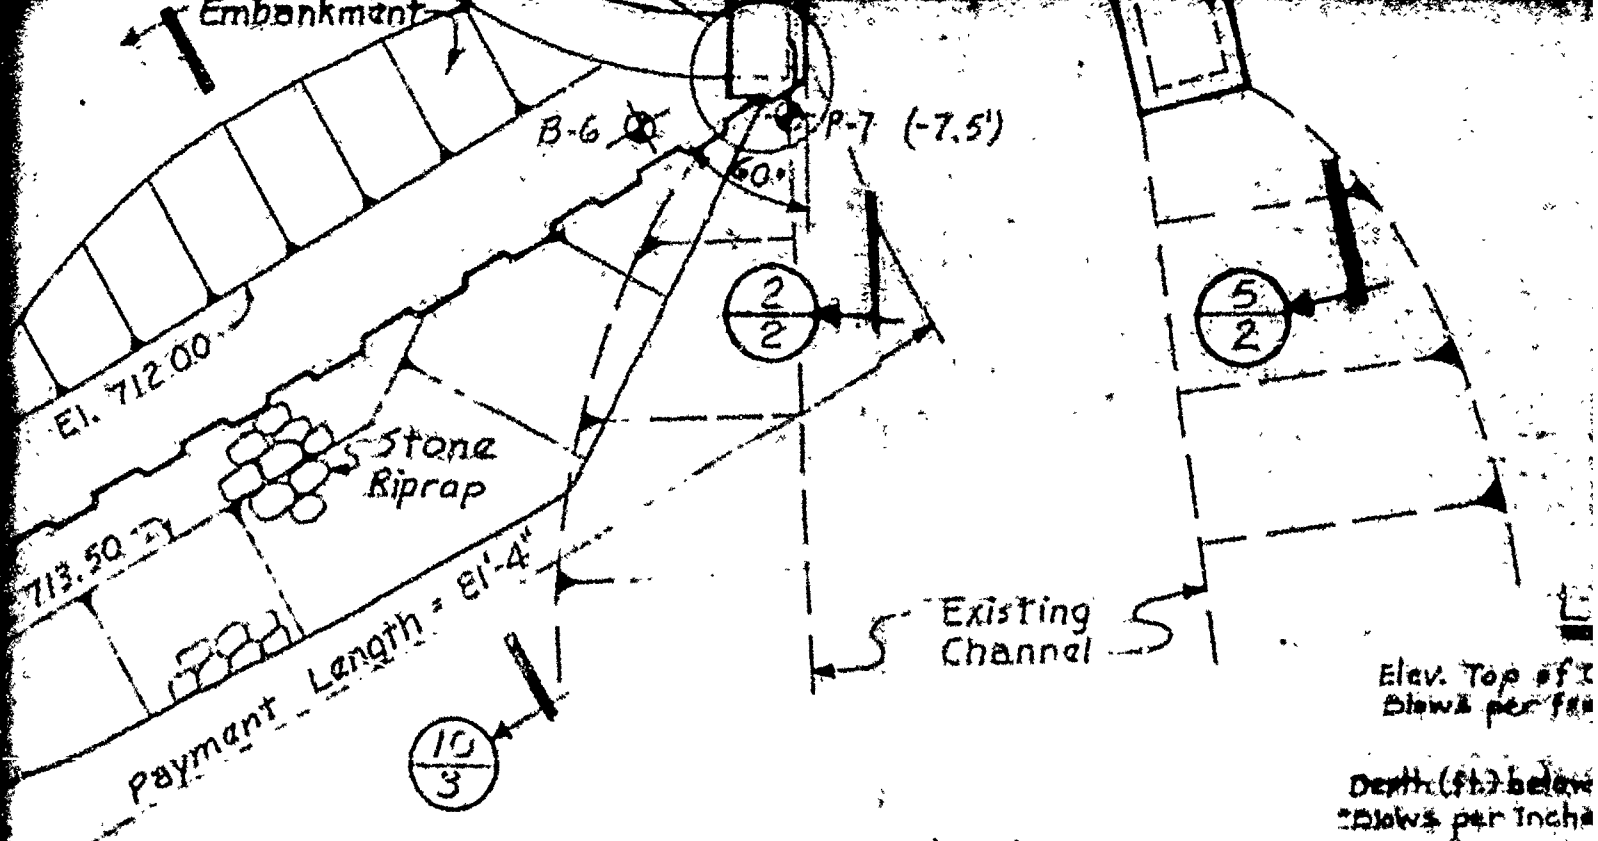 Embankment
B-6
P-7 (-7.5')
60°
2
2
5
2
El. 712.00
Stone
Riprap
713.50
Payment Length = 81'-4"
Existing
Channel
10
3
Elev. Top of
Blows per
Depth (ft.) below
Blows per Inch